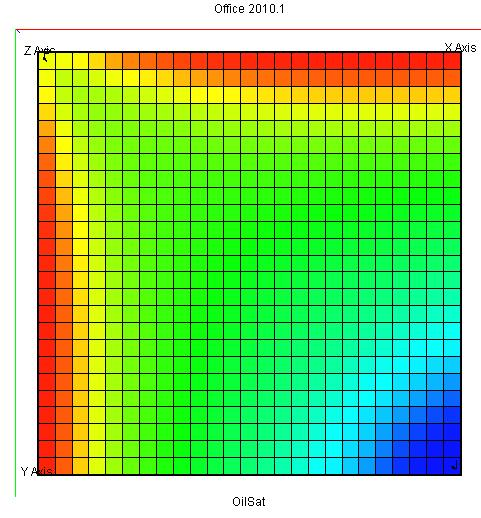 Office 2010.1
Z Axis
X Axis
Y Axis
OilSat